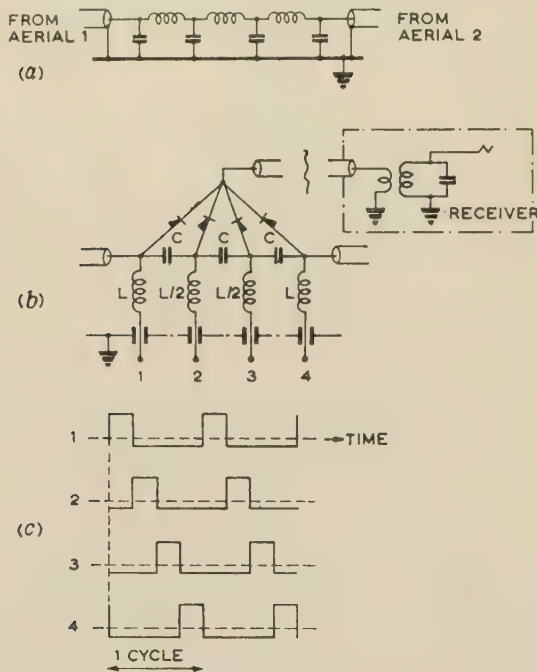 FROM
AERIAL 1
FROM
AERIAL 2
(a)
RECEIVER
C
C C
(b)
L L/2 L/2 L
1 2 3 4
1
TIME
2
(c)
3
4
1 CYCLE